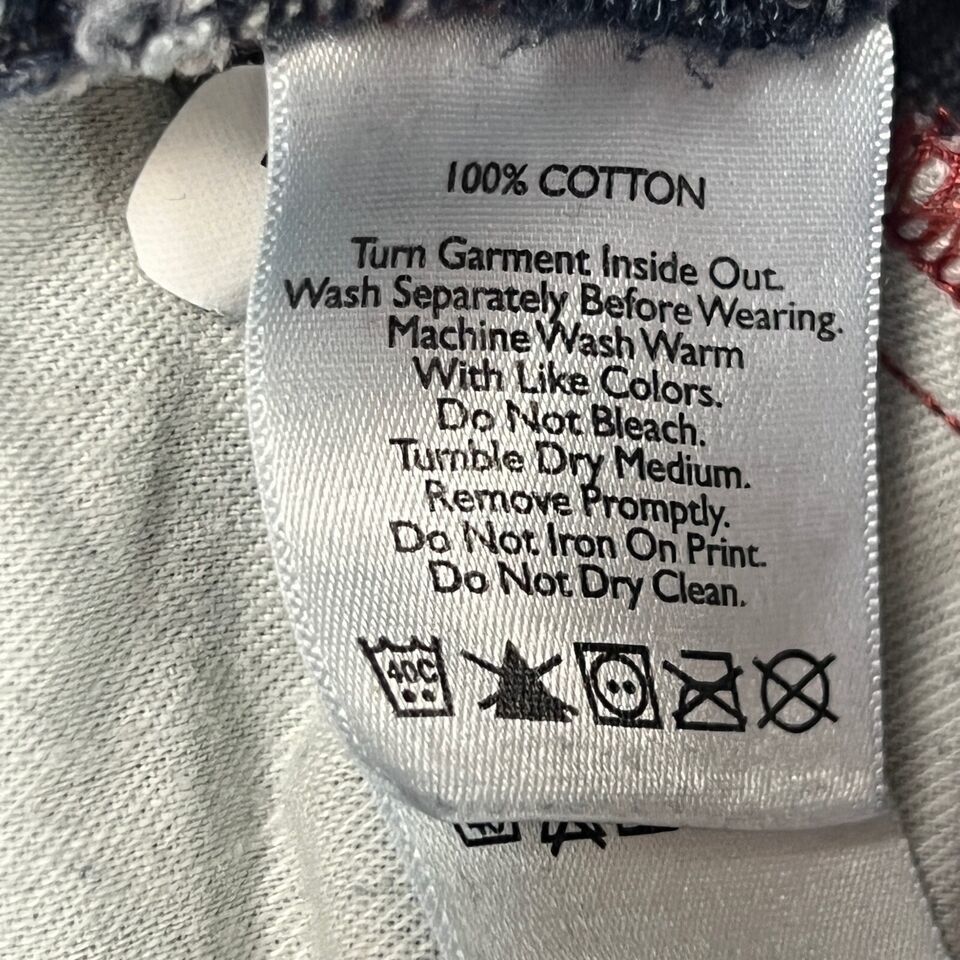 100% COTTON
Turn Garment Inside Out.
Wash Separately Before Wearing.
Machine Wash Warm
With Like Colors.
Do Not Bleach.
Tumble Dry Medium.
Remove Promptly.
Do Not Iron On Print.
Do Not Dry Clean.
40C